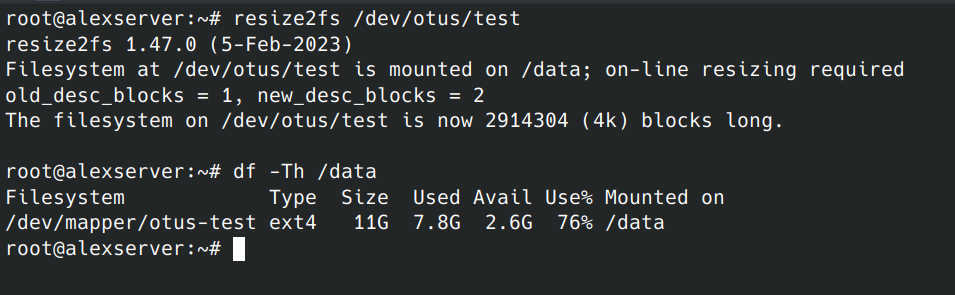 root@alexserver:~# resize2fs /dev/otus/test
resize2fs 1.47.0 (5-Feb-2023)
Filesystem at /dev/otus/test is mounted on /data; on-line resizing required
old_desc_blocks = 1, new_desc_blocks = 2
The filesystem on /dev/otus/test is now 2914304 (4k) blocks long.

root@alexserver:~# df -Th /data
Filesystem            Type  Size  Used Avail Use% Mounted on
/dev/mapper/otus-test ext4   11G  7.8G  2.6G  76% /data
root@alexserver:~#